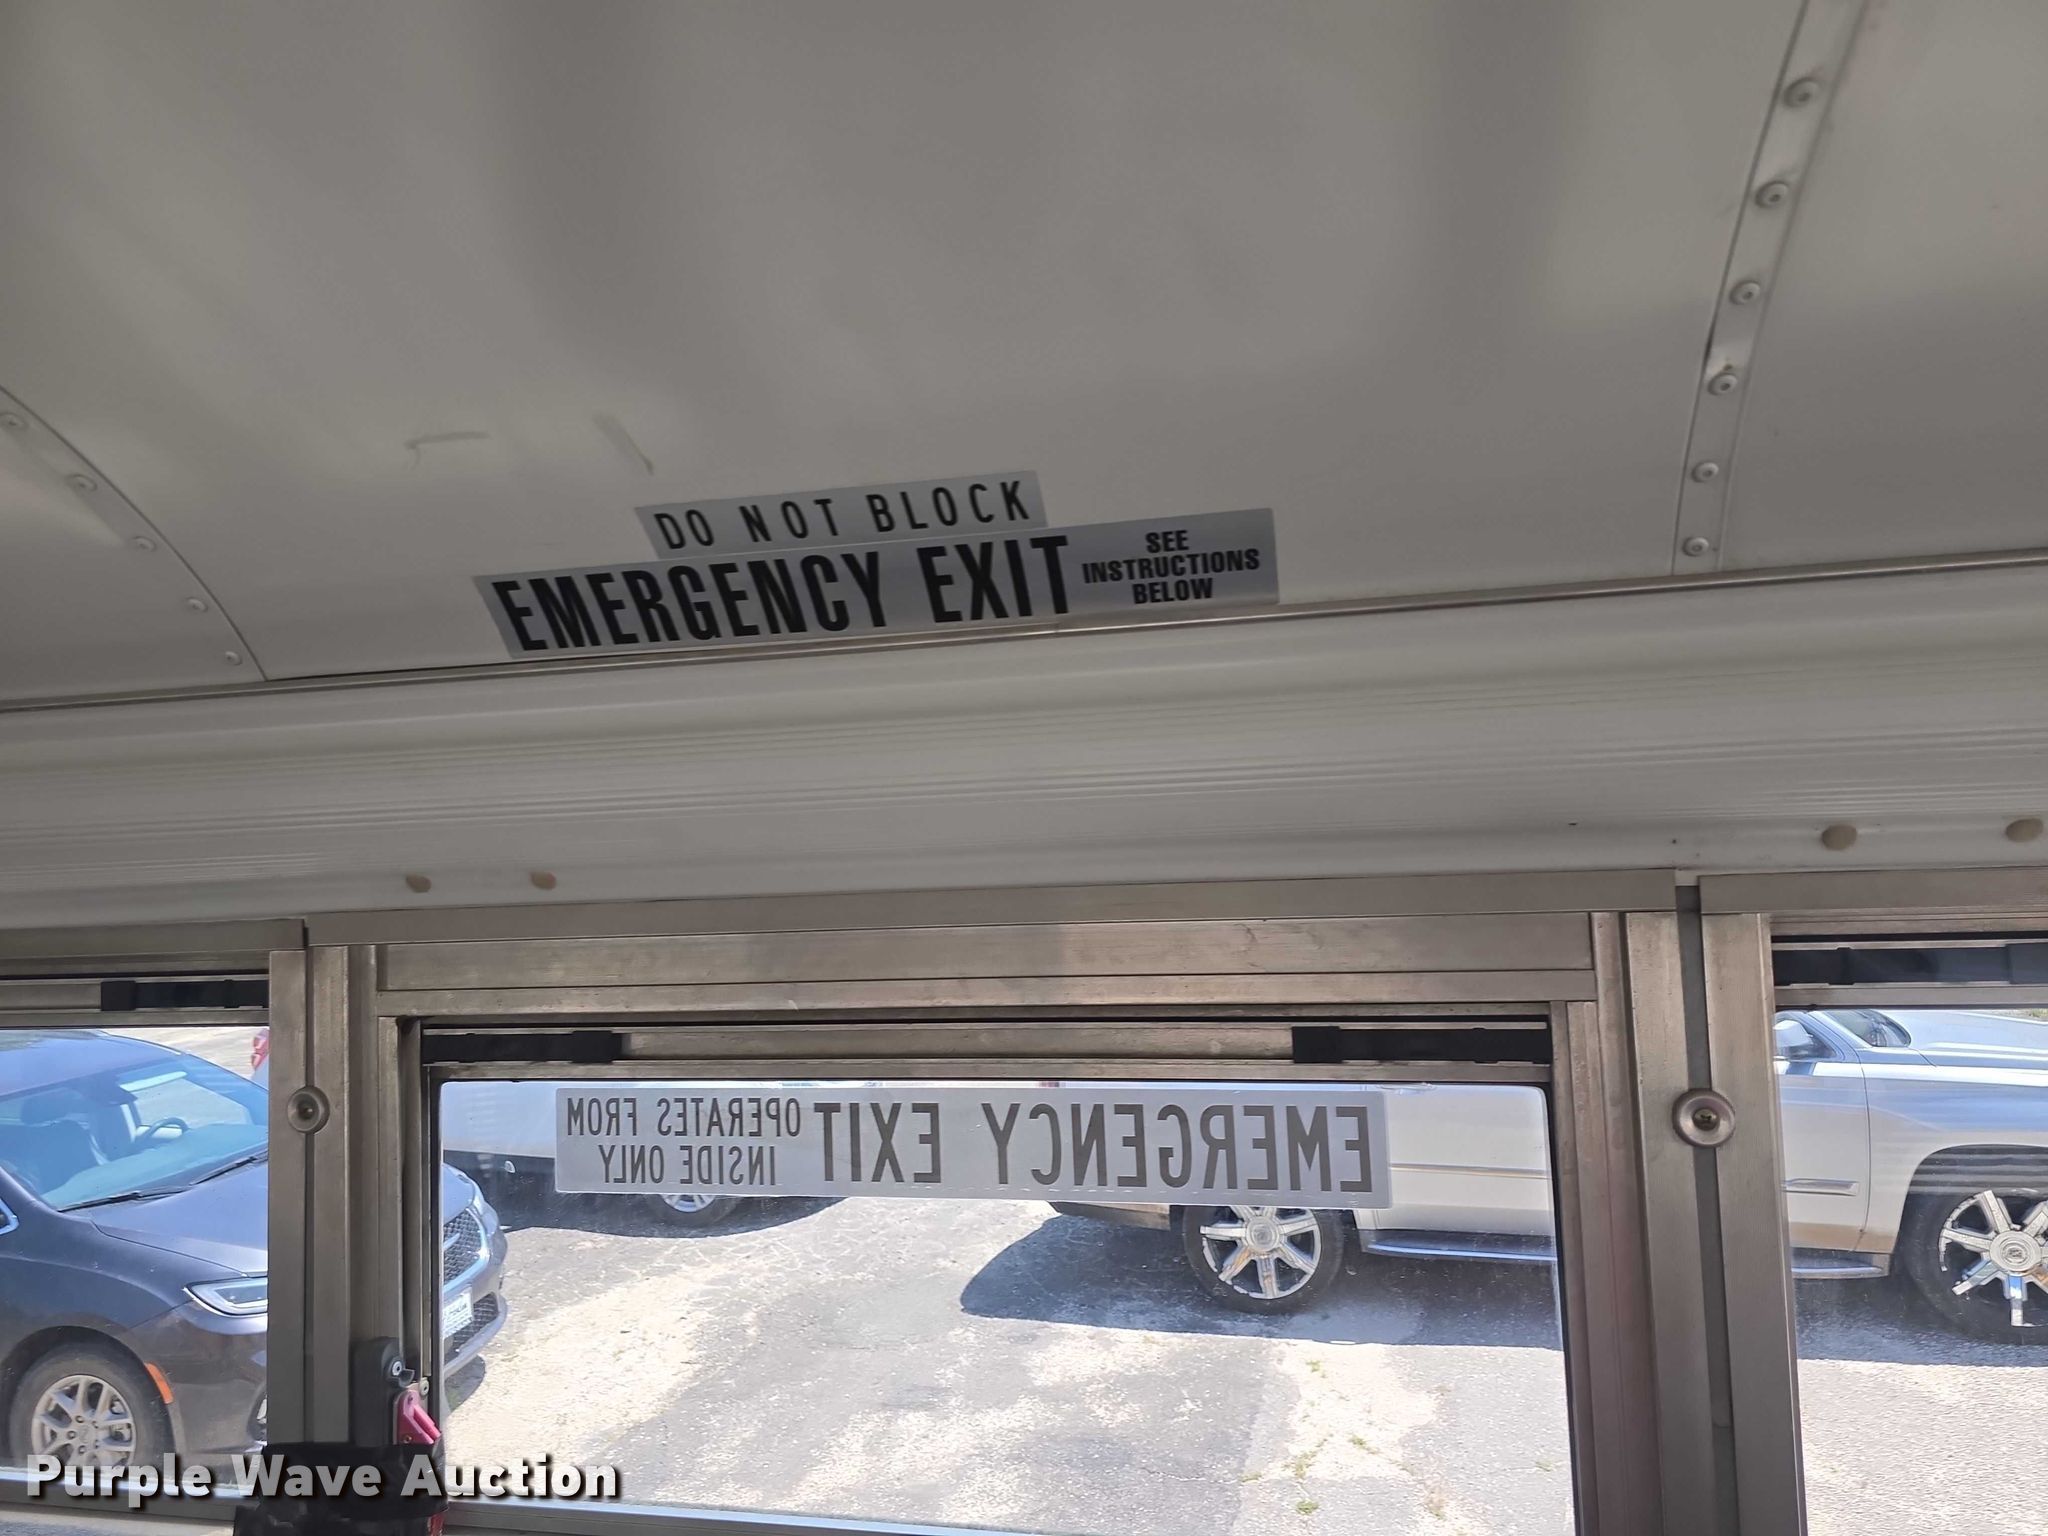 DO NOT BLOCK
EMERGENCY EXIT
SEE
INSTRUCTIONS
BELOW
EMERGENCY EXIT
OPERATES FROM
INSIDE ONLY
Purple Wave Auction